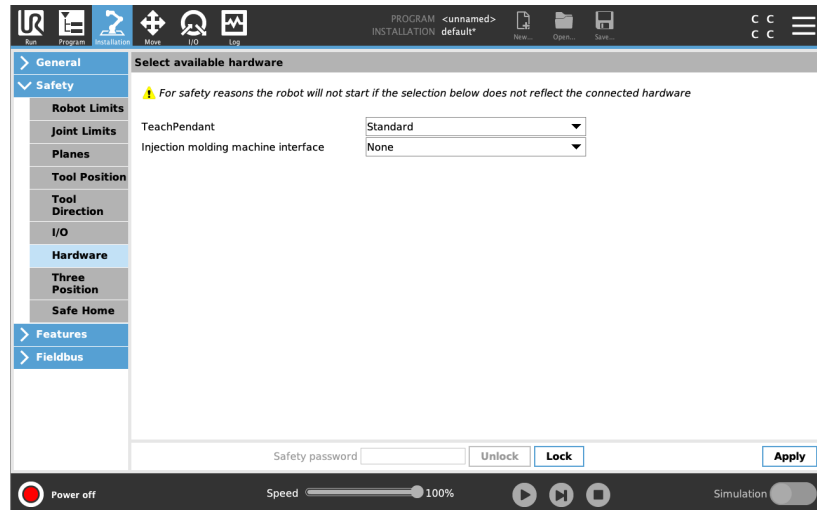 UR
PROGRAM <unnamed>
INSTALLATION default*
C C
C C
Run Program Installation Move I/O Log New... Open... Save...
General
Safety
Robot Limits
Joint Limits
Planes
Tool Position
Tool
Direction
I/O
Hardware
Three
Position
Safe Home
Features
Fieldbus
Select available hardware
! For safety reasons the robot will not start if the selection below does not reflect the connected hardware
TeachPendant Standard
Injection molding machine interface None
Safety password Unlock Lock Apply
Power off Speed 100% Simulation